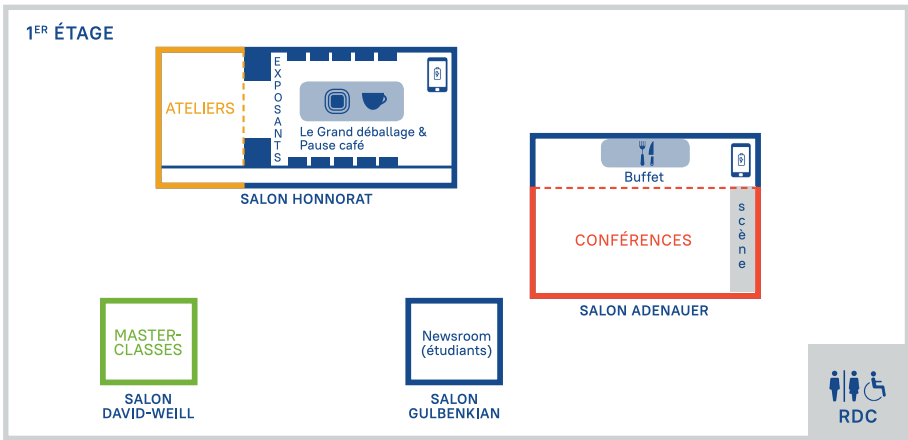 1ER ÉTAGE
ATELIERS
EXPOSANTS
Le Grand déballage &
Pause café
SALON HONNORAT
Buffet
CONFÉRENCES
scène
SALON ADENAUER
MASTER-
CLASSES
SALON
DAVID-WEILL
Newsroom
(étudiants)
SALON
GULBENKIAN
RDC